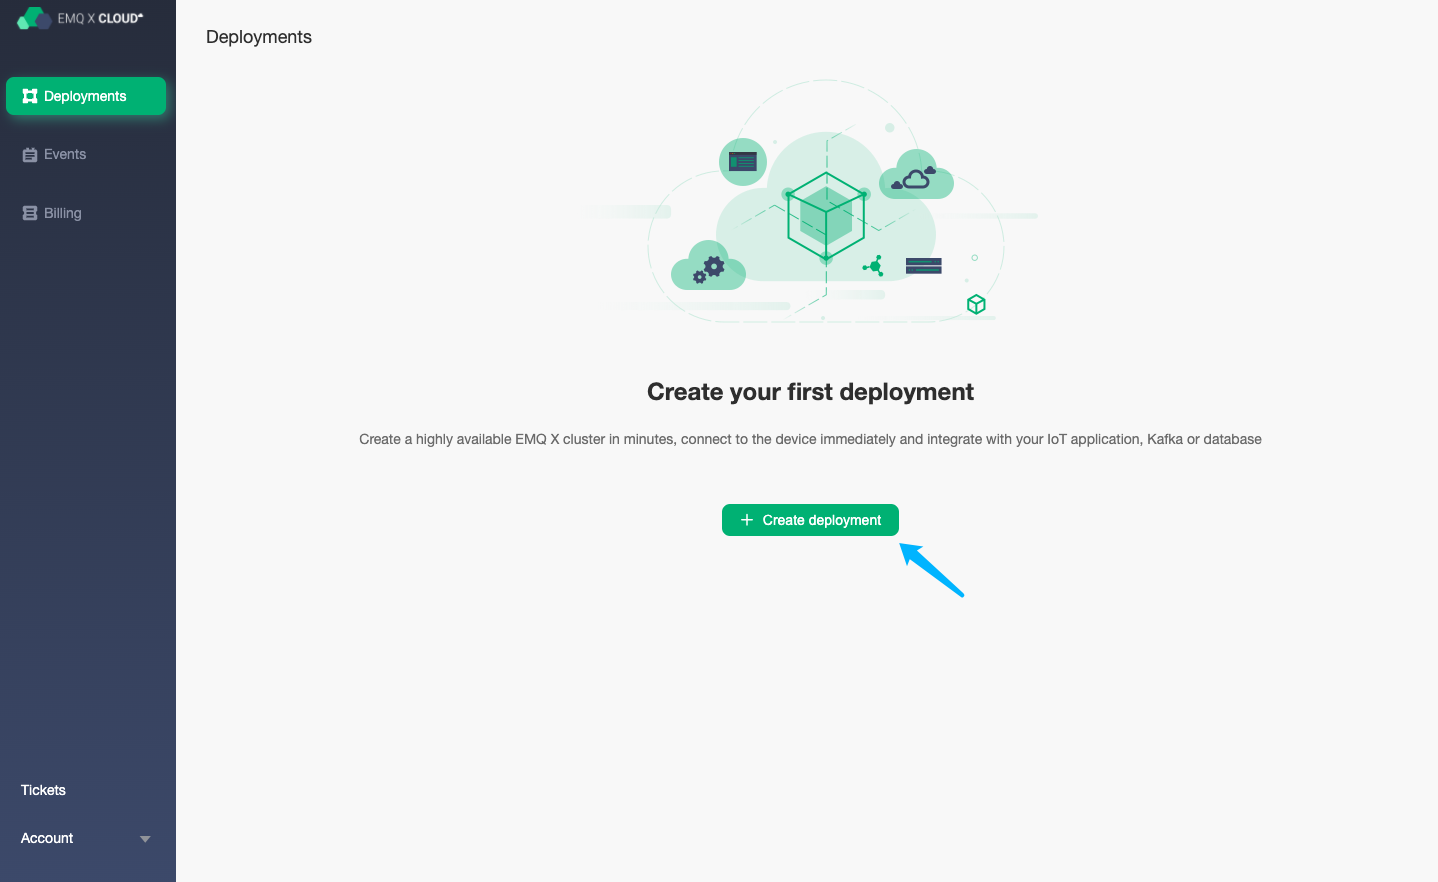 EMQ X CLOUD
Deployments
Events
Billing
Tickets
Account
Deployments
Create your first deployment
Create a highly available EMQ X cluster in minutes, connect to the device immediately and integrate with your IoT application, Kafka or database
+ Create deployment